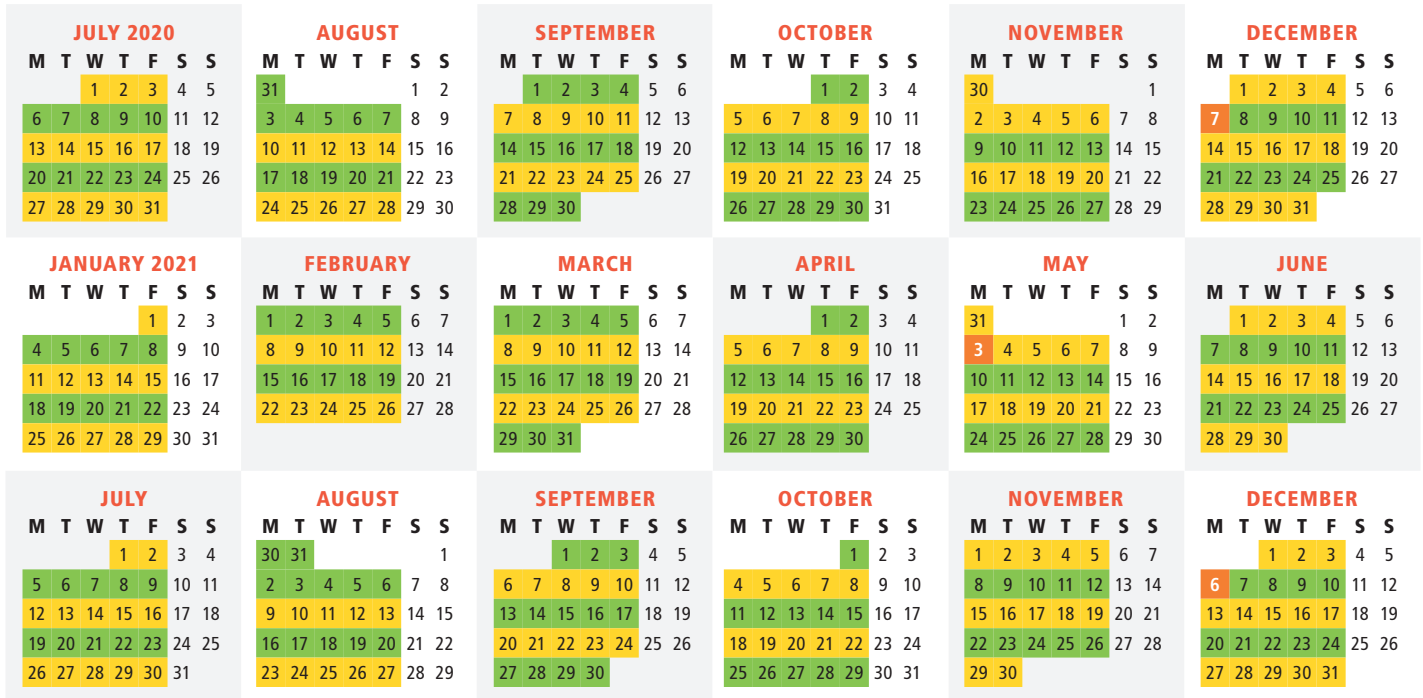 JULY 2020
M T W T F S S
1 2 3 4 5
6 7 8 9 10 11 12
13 14 15 16 17 18 19
20 21 22 23 24 25 26
27 28 29 30 31
AUGUST
M T W T F S S
31 1 2
3 4 5 6 7 8 9
10 11 12 13 14 15 16
17 18 19 20 21 22 23
24 25 26 27 28 29 30
SEPTEMBER
M T W T F S S
1 2 3 4 5 6
7 8 9 10 11 12 13
14 15 16 17 18 19 20
21 22 23 24 25 26 27
28 29 30
OCTOBER
M T W T F S S
1 2 3 4
5 6 7 8 9 10 11
12 13 14 15 16 17 18
19 20 21 22 23 24 25
26 27 28 29 30 31
NOVEMBER
M T W T F S S
30 1
2 3 4 5 6 7 8
9 10 11 12 13 14 15
16 17 18 19 20 21 22
23 24 25 26 27 28 29
DECEMBER
M T W T F S S
1 2 3 4 5 6
7 8 9 10 11 12 13
14 15 16 17 18 19 20
21 22 23 24 25 26 27
28 29 30 31
JANUARY 2021
M T W T F S S
1 2 3
4 5 6 7 8 9 10
11 12 13 14 15 16 17
18 19 20 21 22 23 24
25 26 27 28 29 30 31
FEBRUARY
M T W T F S S
1 2 3 4 5 6 7
8 9 10 11 12 13 14
15 16 17 18 19 20 21
22 23 24 25 26 27 28
MARCH
M T W T F S S
1 2 3 4 5 6 7
8 9 10 11 12 13 14
15 16 17 18 19 20 21
22 23 24 25 26 27 28
29 30 31
APRIL
M T W T F S S
1 2 3 4
5 6 7 8 9 10 11
12 13 14 15 16 17 18
19 20 21 22 23 24 25
26 27 28 29 30
MAY
M T W T F S S
31 1 2
3 4 5 6 7 8 9
10 11 12 13 14 15 16
17 18 19 20 21 22 23
24 25 26 27 28 29 30
JUNE
M T W T F S S
1 2 3 4 5 6
7 8 9 10 11 12 13
14 15 16 17 18 19 20
21 22 23 24 25 26 27
28 29 30
JULY
M T W T F S S
1 2 3 4
5 6 7 8 9 10 11
12 13 14 15 16 17 18
19 20 21 22 23 24 25
26 27 28 29 30 31
AUGUST
M T W T F S S
30 31 1
2 3 4 5 6 7 8
9 10 11 12 13 14 15
16 17 18 19 20 21 22
23 24 25 26 27 28 29
SEPTEMBER
M T W T F S S
1 2 3 4 5
6 7 8 9 10 11 12
13 14 15 16 17 18 19
20 21 22 23 24 25 26
27 28 29 30
OCTOBER
M T W T F S S
1 2 3
4 5 6 7 8 9 10
11 12 13 14 15 16 17
18 19 20 21 22 23 24
25 26 27 28 29 30 31
NOVEMBER
M T W T F S S
1 2 3 4 5 6 7
8 9 10 11 12 13 14
15 16 17 18 19 20 21
22 23 24 25 26 27 28
29 30
DECEMBER
M T W T F S S
1 2 3 4 5
6 7 8 9 10 11 12
13 14 15 16 17 18 19
20 21 22 23 24 25 26
27 28 29 30 31